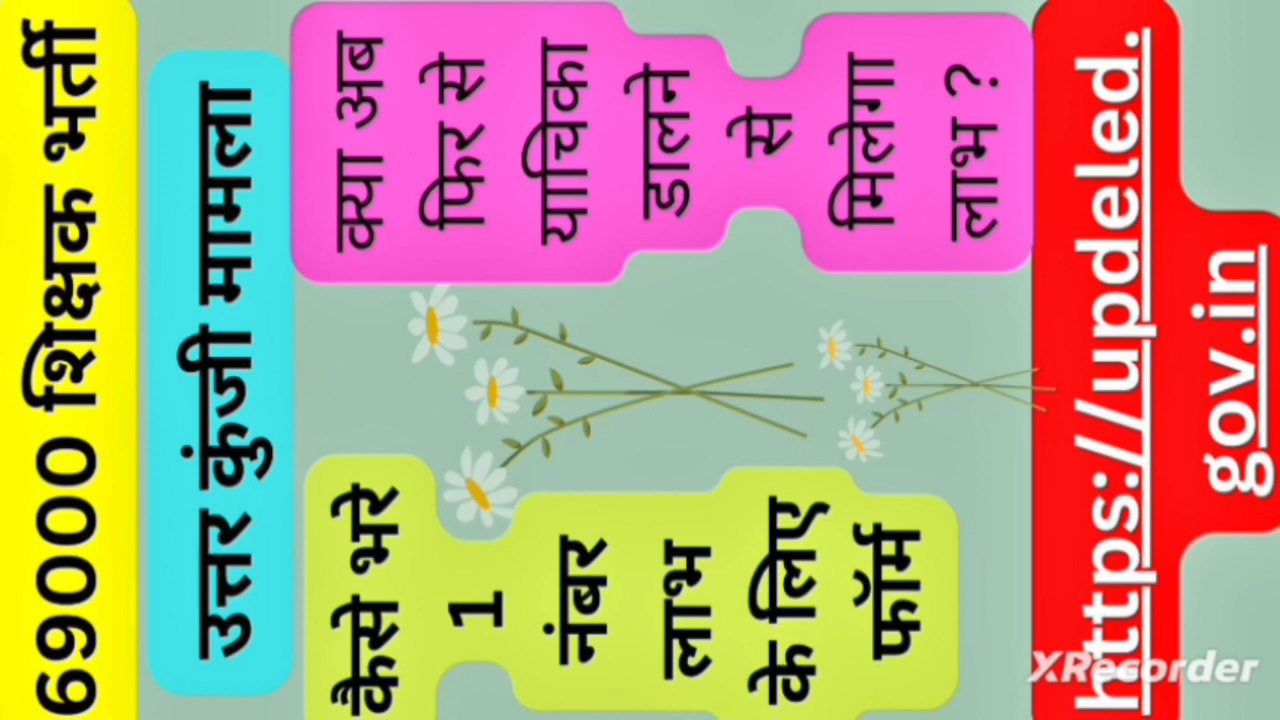 69000 शिक्षक भर्ती
उत्तर कुंजी मामला
कैसे भरे
1
नंबर
लाभ
के लिए
फॉर्म
क्या अब
फिर से
याचिका
डालने
से
मिलेगा
लाभ ?
https://updeled.
gov.in
XRecorder